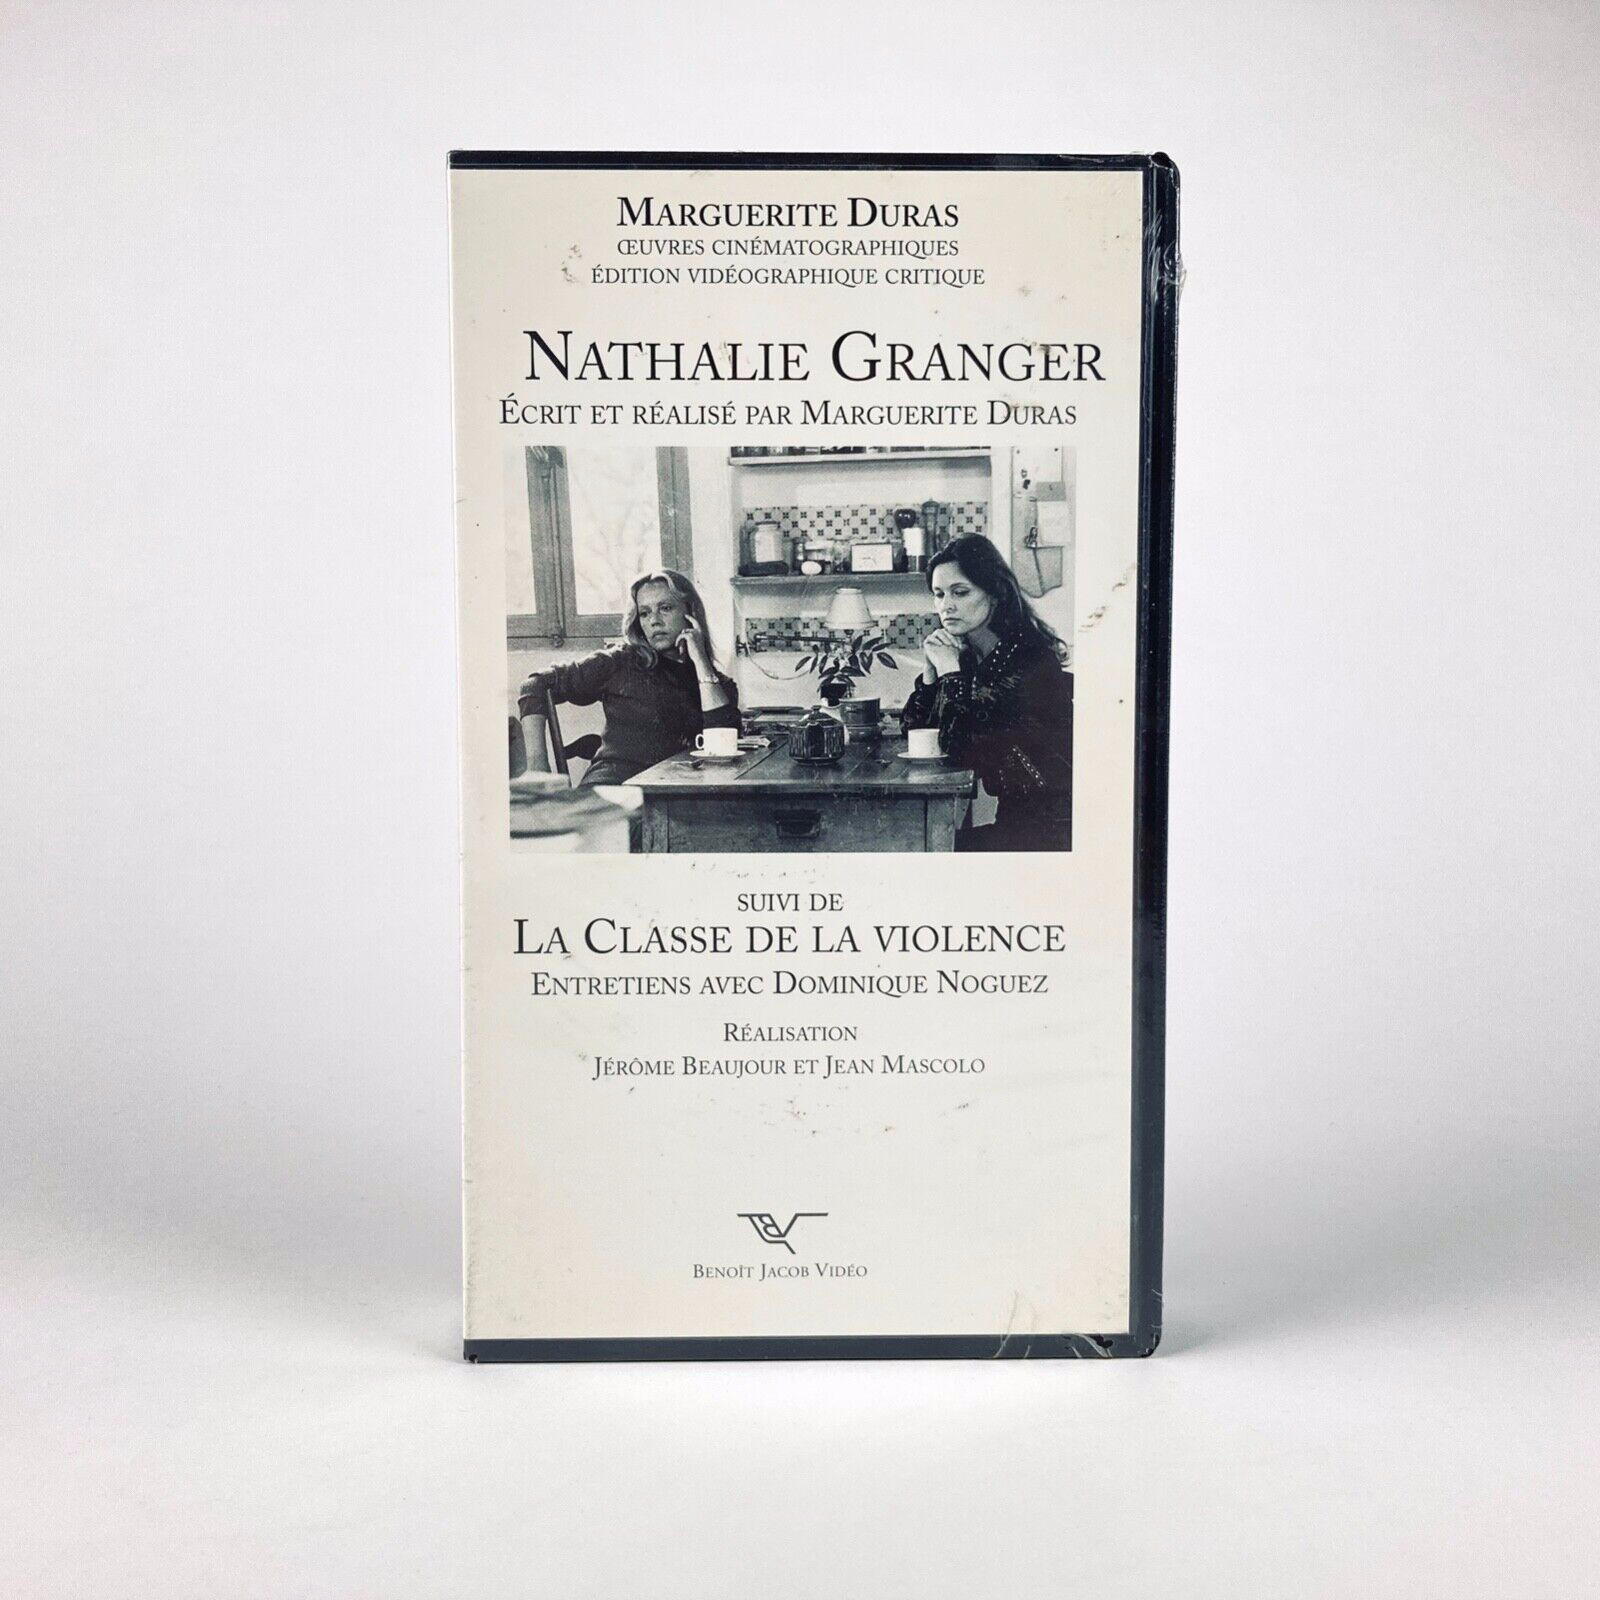 MARGUERITE DURAS
ŒUVRES CINÉMATOGRAPHIQUES
ÉDITION VIDÉOGRAPHIQUE CRITIQUE
NATHALIE GRANGER
ÉCRIT ET RÉALISÉ PAR MARGUERITE DURAS
SUIVI DE
LA CLASSE DE LA VIOLENCE
ENTRETIENS AVEC DOMINIQUE NOGUEZ
RÉALISATION
JÉRÔME BEAUJOUR ET JEAN MASCOLO
BJV
BENOÎT JACOB VIDÉO